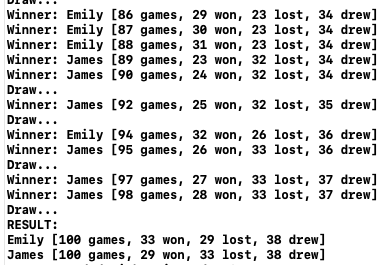 Draw...
Winner: Emily [86 games, 29 won, 23 lost, 34 drew]
Winner: Emily [87 games, 30 won, 23 lost, 34 drew]
Winner: Emily [88 games, 31 won, 23 lost, 34 drew]
Winner: James [89 games, 23 won, 32 lost, 34 drew]
Winner: James [90 games, 24 won, 32 lost, 34 drew]
Draw...
Winner: James [92 games, 25 won, 32 lost, 35 drew]
Draw...
Winner: Emily [94 games, 32 won, 26 lost, 36 drew]
Winner: James [95 games, 26 won, 33 lost, 36 drew]
Draw...
Winner: James [97 games, 27 won, 33 lost, 37 drew]
Winner: James [98 games, 28 won, 33 lost, 37 drew]
Draw...
RESULT:
Emily [100 games, 33 won, 29 lost, 38 drew]
James [100 games, 29 won, 33 lost, 38 drew]